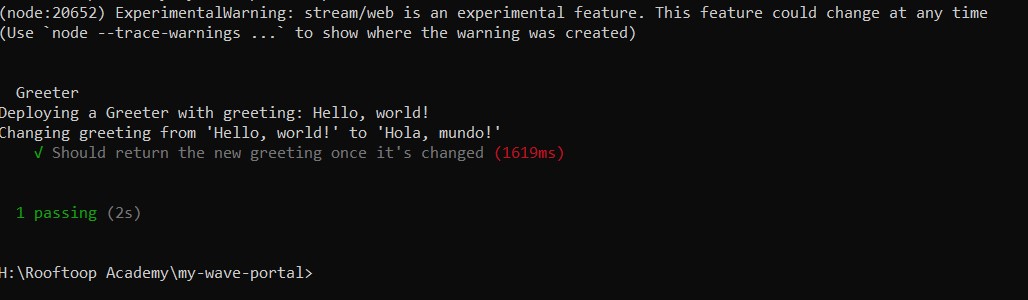 (node:20652) ExperimentalWarning: stream/web is an experimental feature. This feature could change at any time
(Use `node --trace-warnings ...` to show where the warning was created)
Greeter
Deploying a Greeter with greeting: Hello, world!
Changing greeting from 'Hello, world!' to 'Hola, mundo!'
√ Should return the new greeting once it's changed (1619ms)
1 passing (2s)
H:\Rooftoop Academy\my-wave-portal>